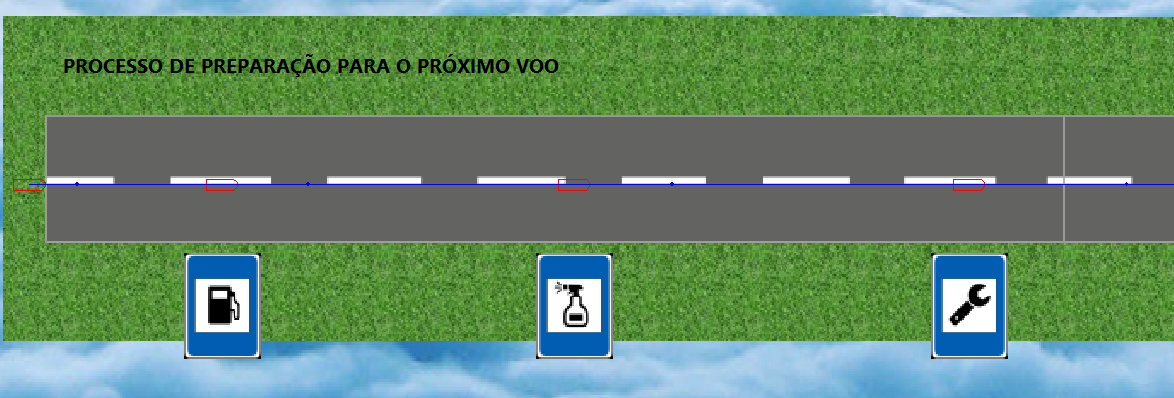 PROCESSO DE PREPARAÇÃO PARA O PRÓXIMO VOO